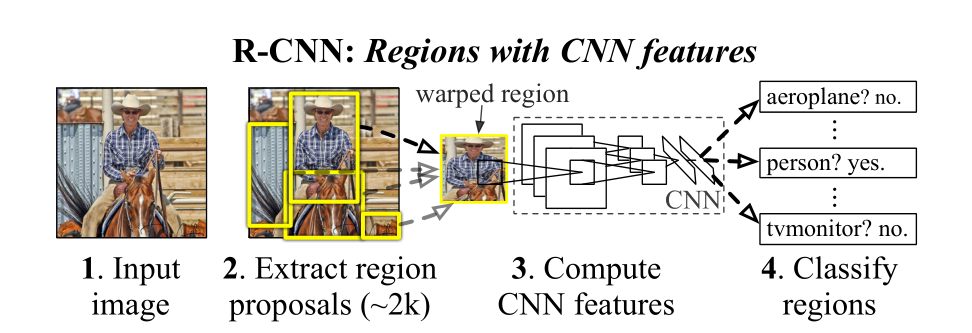 R-CNN: Regions with CNN features
warped region
aeroplane? no.
person? yes.
tvmonitor? no.
CNN
1. Input
image
2. Extract region
proposals (~2k)
3. Compute
CNN features
4. Classify
regions